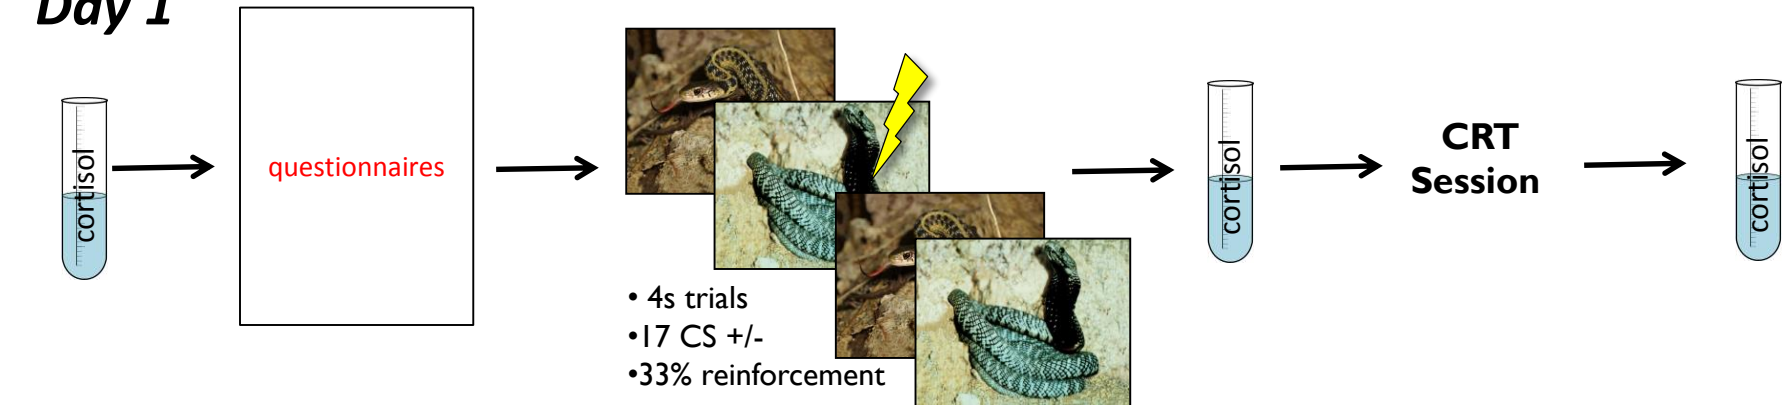 Day 1
cortisol
questionnaires
• 4s trials
•17 CS +/-
•33% reinforcement
cortisol
CRT
Session
cortisol